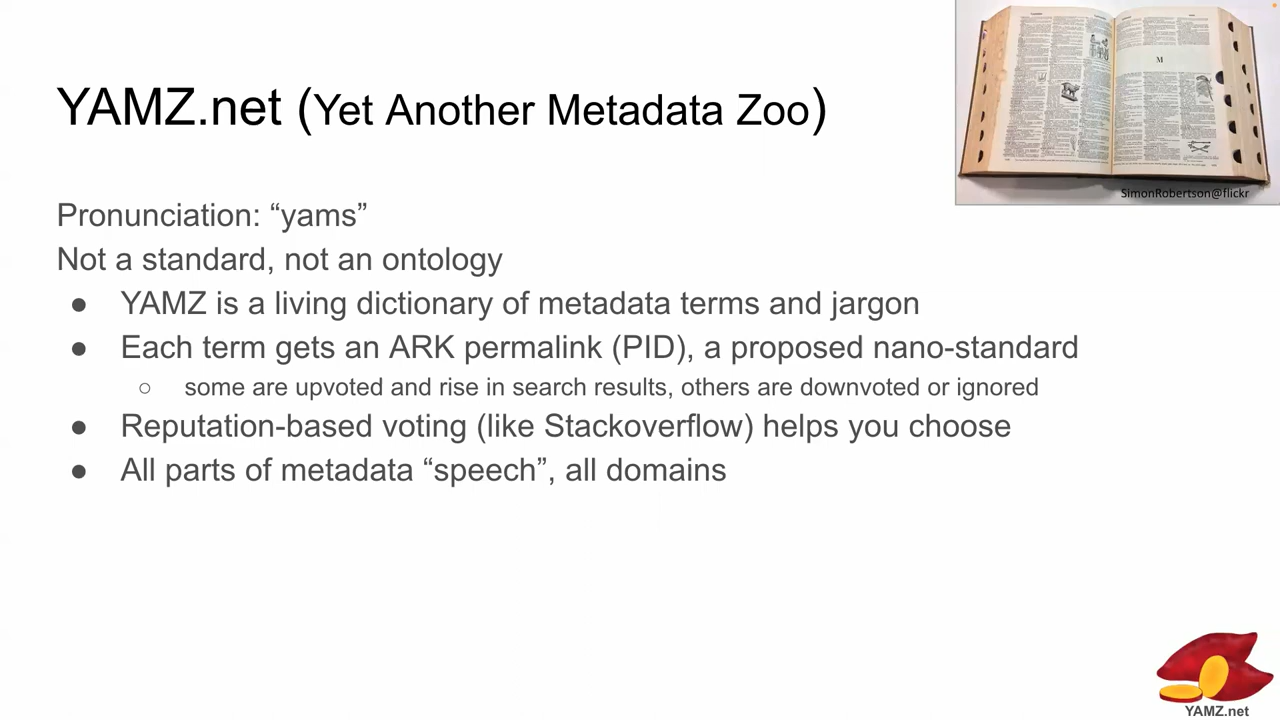 YAMZ.net (Yet Another Metadata Zoo)
M
SimonRobertson@flickr
Pronunciation: “yams”
Not a standard, not an ontology
● YAMZ is a living dictionary of metadata terms and jargon
● Each term gets an ARK permalink (PID), a proposed nano-standard
○ some are upvoted and rise in search results, others are downvoted or ignored
● Reputation-based voting (like Stackoverflow) helps you choose
● All parts of metadata “speech”, all domains
YAMZ.net